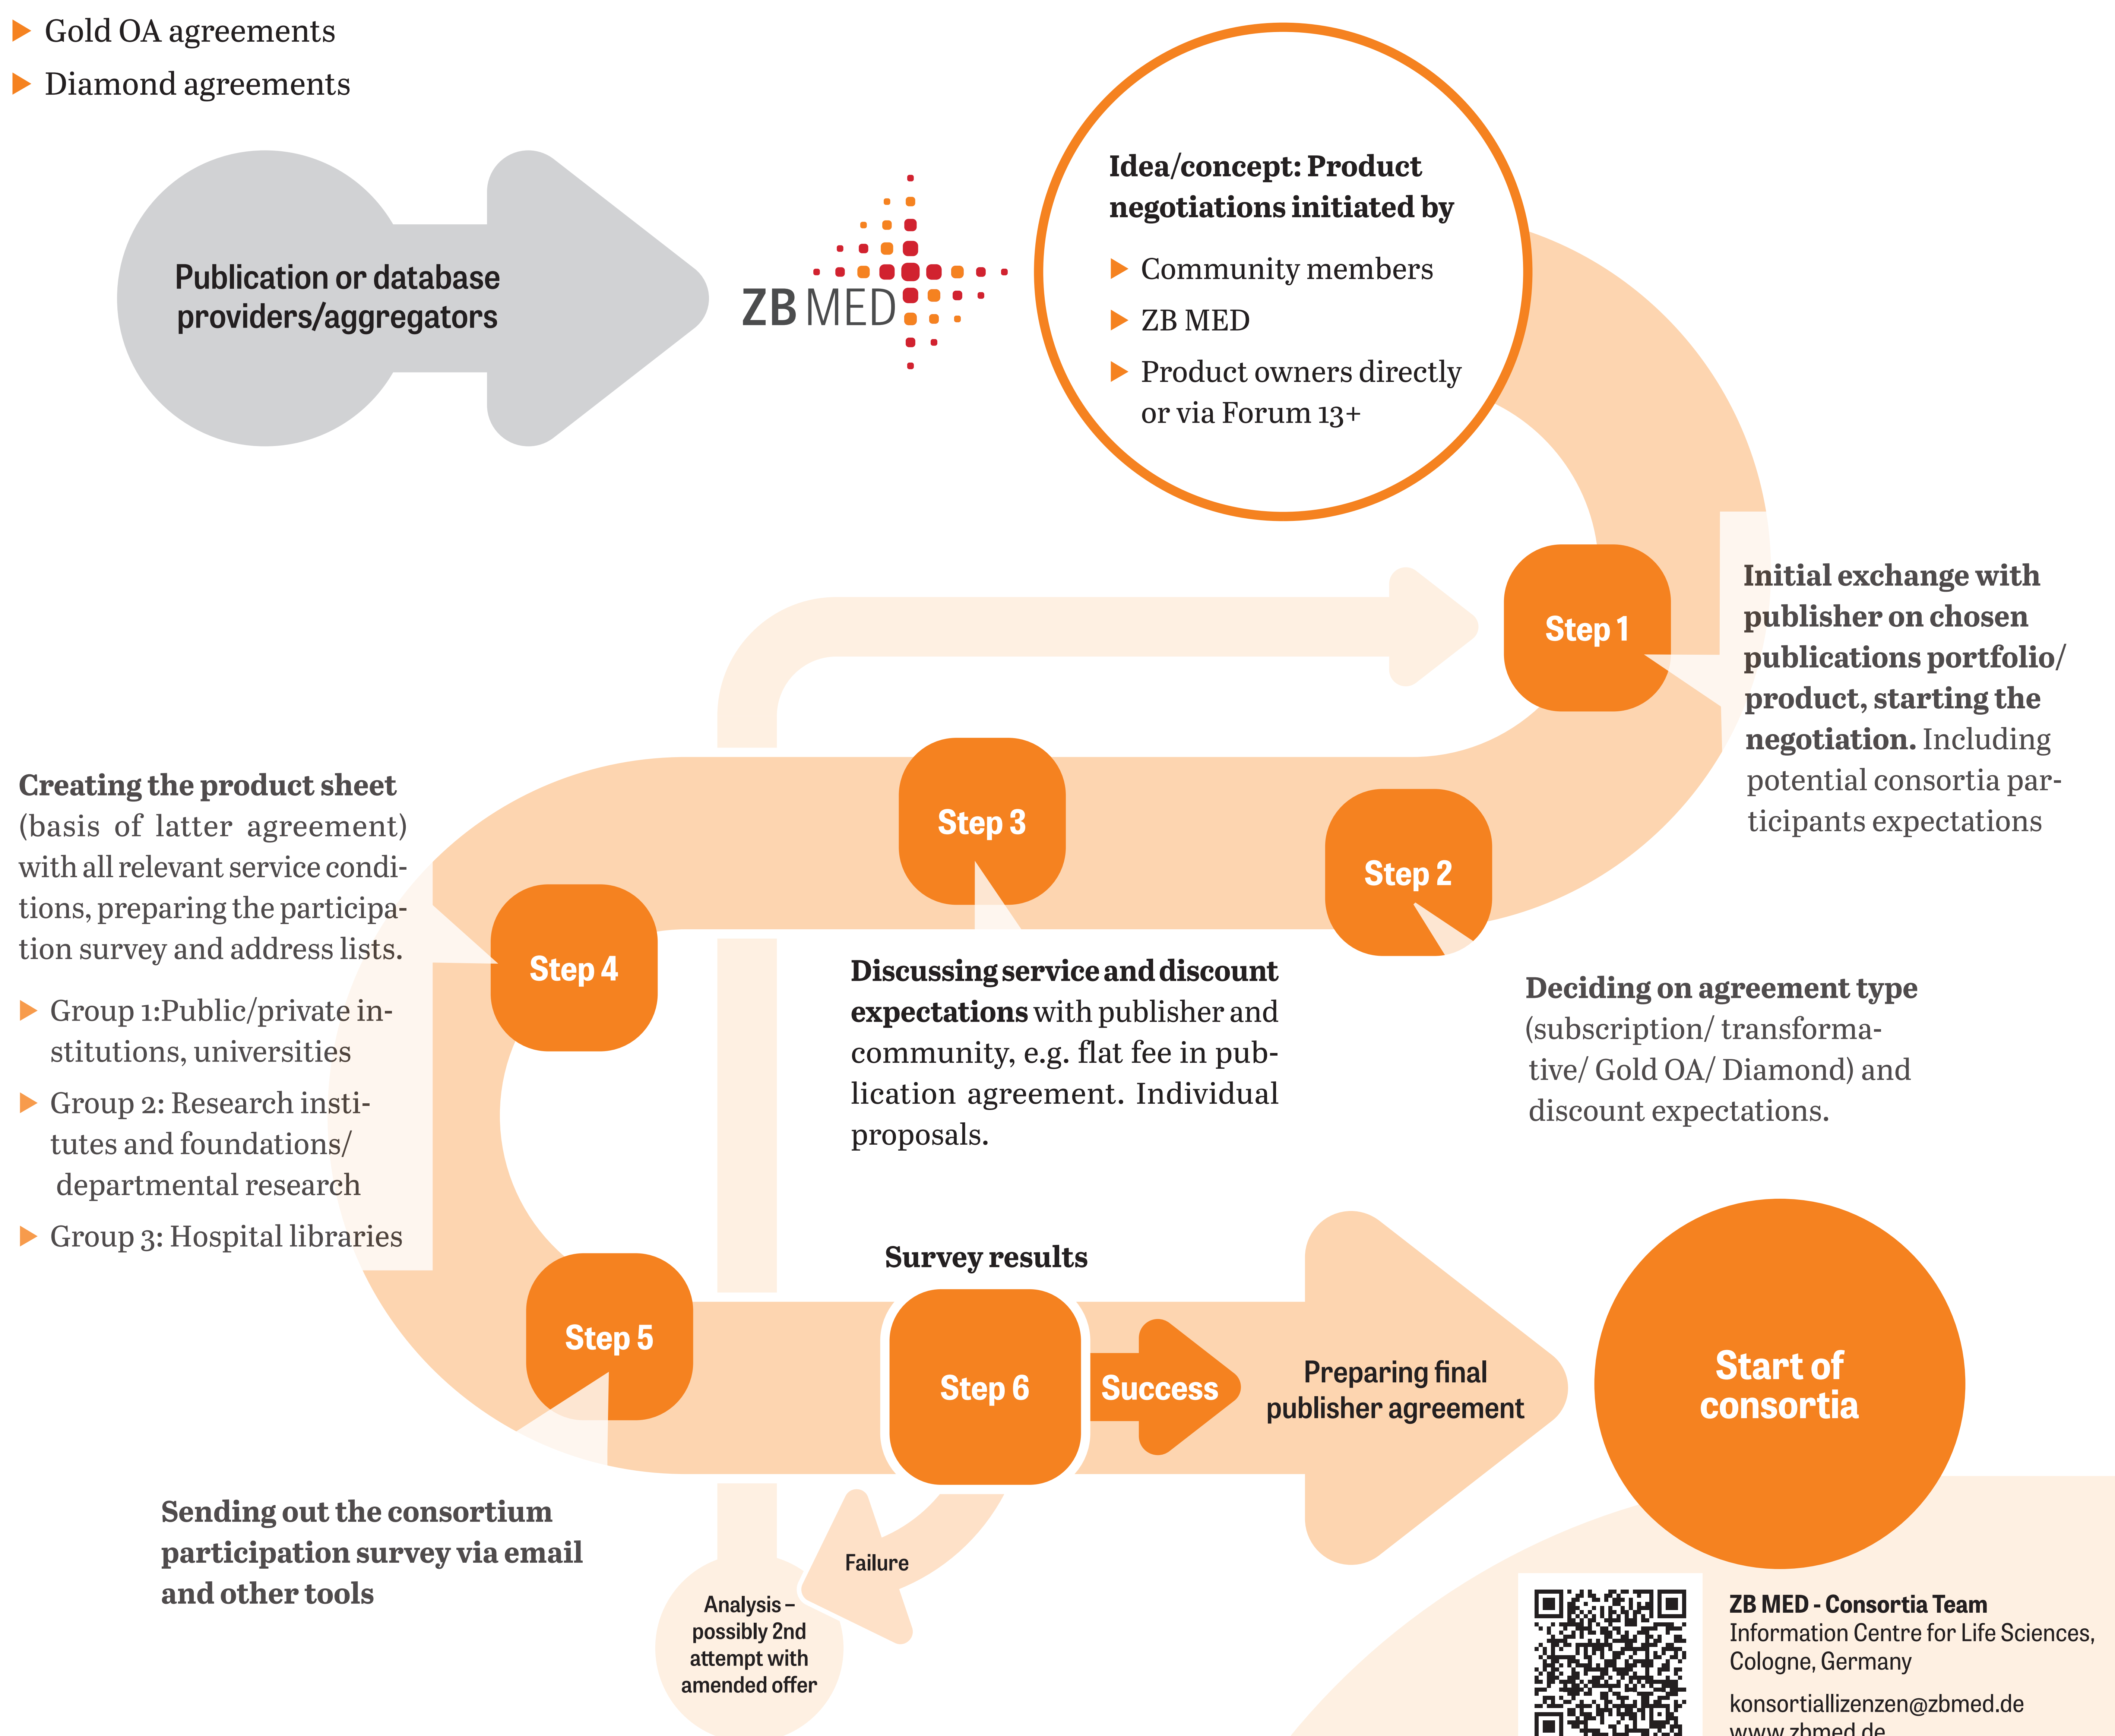 Gold OA agreements
Diamond agreements
Publication or database
providers/aggregators
ZB MED
Idea/concept: Product
negotiations initiated by
Community members
ZB MED
Product owners directly
or via Forum 13+
Step 1
Initial exchange with
publisher on chosen
publications portfolio/
product, starting the
negotiation. Including
potential consortia par-
ticipants expectations
Step 2
Deciding on agreement type
(subscription/ transforma-
tive/ Gold OA/ Diamond) and
discount expectations.
Step 3
Discussing service and discount
expectations with publisher and
community, e.g. flat fee in pub-
lication agreement. Individual
proposals.
Creating the product sheet
(basis of latter agreement)
with all relevant service condi-
tions, preparing the participa-
tion survey and address lists.
Group 1:Public/private in-
stitutions, universities
Group 2: Research insti-
tutes and foundations/
departmental research
Group 3: Hospital libraries
Step 4
Step 5
Sending out the consortium
participation survey via email
and other tools
Survey results
Step 6
Success
Preparing final
publisher agreement
Start of
consortia
Failure
Analysis –
possibly 2nd
attempt with
amended offer
ZB MED - Consortia Team
Information Centre for Life Sciences,
Cologne, Germany
konsortiallizenzen@zbmed.de
www.zbmed.de